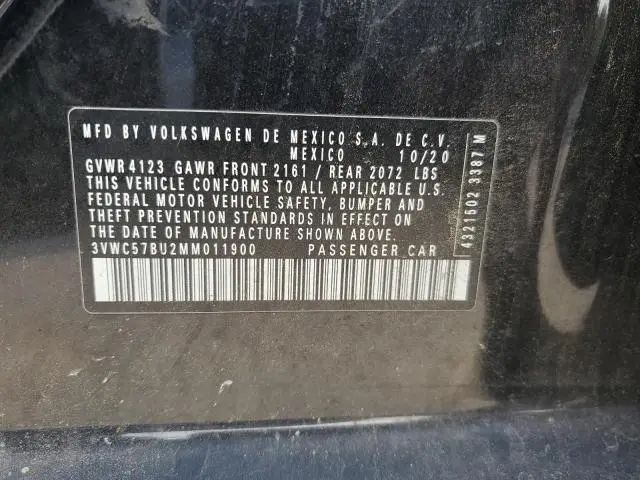 MFD BY VOLKSWAGEN DE MEXICO S.A. DE C.V.
MEXICO 10/20
GVWR 4123 GAWR FRONT 2161 / REAR 2072 LBS
THIS VEHICLE CONFORMS TO ALL APPLICABLE U.S.
FEDERAL MOTOR VEHICLE SAFETY, BUMPER AND
THEFT PREVENTION STANDARDS IN EFFECT ON
THE DATE OF MANUFACTURE SHOWN ABOVE.
3VWC57BU2MM011900 PASSENGER CAR
4321502 3387 M